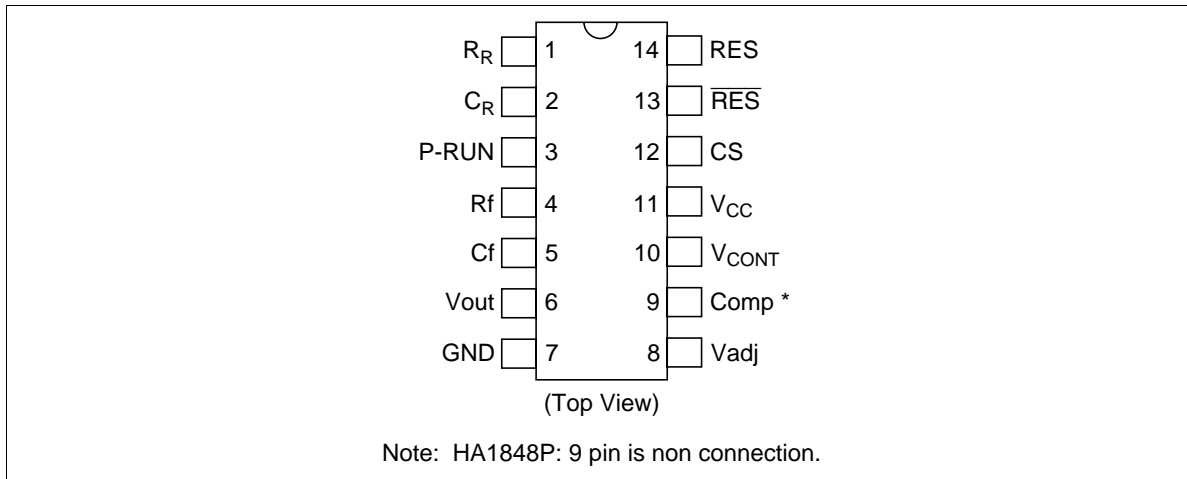 R_R 1 14 RES
C_R 2 13 R̅E̅S̅
P-RUN 3 12 CS
Rf 4 11 V_CC
Cf 5 10 V_CONT
Vout 6 9 Comp *
GND 7 8 Vadj
(Top View)
Note: HA1848P: 9 pin is non connection.